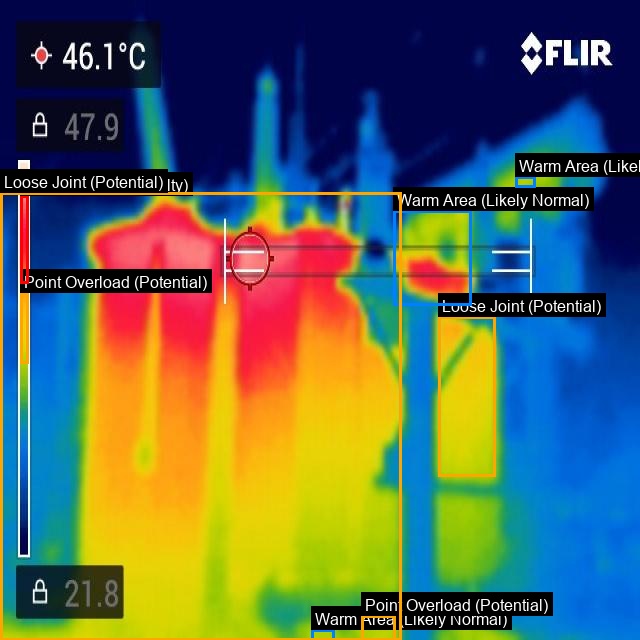 46.1°C
FLIR
47.9
Warm Area (Likel
Loose Joint (Potential)
lty)
Warm Area (Likely Normal)
Point Overload (Potential)
Loose Joint (Potential)
21.8
Point Overload (Potential)
Warm Area (Likely Normal)